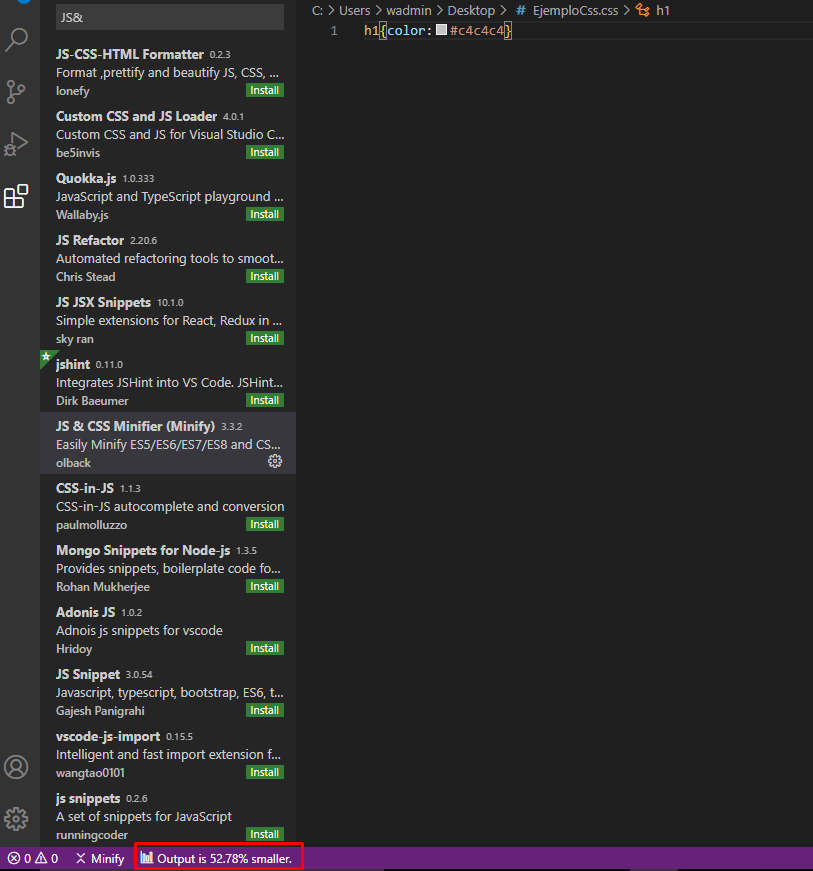 JS&
JS-CSS-HTML Formatter 0.2.3
Format ,prettify and beautify JS, CSS, ...
lonefy Install
Custom CSS and JS Loader 4.0.1
Custom CSS and JS for Visual Studio C...
be5invis Install
Quokka.js 1.0.333
JavaScript and TypeScript playground ...
Wallaby.js Install
JS Refactor 2.20.6
Automated refactoring tools to smoot...
Chris Stead Install
JS JSX Snippets 10.1.0
Simple extensions for React, Redux in ...
sky ran Install
jshint 0.11.0
Integrates JSHint into VS Code. JSHint...
Dirk Baeumer Install
JS & CSS Minifier (Minify) 3.3.2
Easily Minify ES5/ES6/ES7/ES8 and CS...
olback
CSS-in-JS 1.1.3
CSS-in-JS autocomplete and conversion
paulmolluzzo Install
Mongo Snippets for Node-js 1.3.5
Provides snippets, boilerplate code fo...
Rohan Mukherjee Install
Adonis JS 1.0.2
Adnois js snippets for vscode
Hridoy Install
JS Snippet 3.0.54
Javascript, typescript, bootstrap, ES6, t...
Gajesh Panigrahi Install
vscode-js-import 0.15.5
Intelligent and fast import extension f...
wangtao0101 Install
js snippets 0.2.6
A set of snippets for JavaScript
runningcoder Install
C: > Users > wadmin > Desktop > # EjemploCss.css > h1
1 h1{color:#c4c4c4}
0 0 Minify Output is 52.78% smaller.